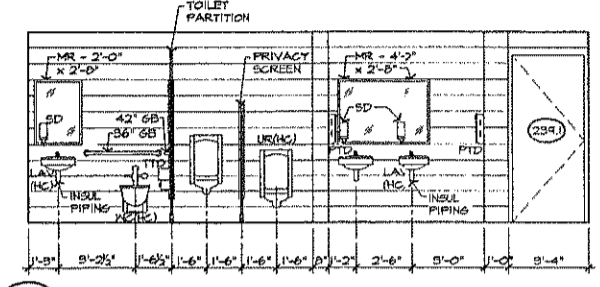 TOILET
PARTITION
MR - 2'-0"
x 2'-8"
PRIVACY
SCREEN
MR - 4'-?"
x 2'-8"
SD
42" GB
36" GB
SD
UR(HC)
239.1
TTD
PTD
PTD
LAV
(HC)
LAV
(HC)
INSUL
PIPING
WC(HC)
INSUL
PIPING
1'-9" 3'-2½" 1'-6½" 1'-6" 1'-6" 1'-6" 1'-6" 8" 1'-2" 2'-6" 3'-0" 1'-0" 3'-4"